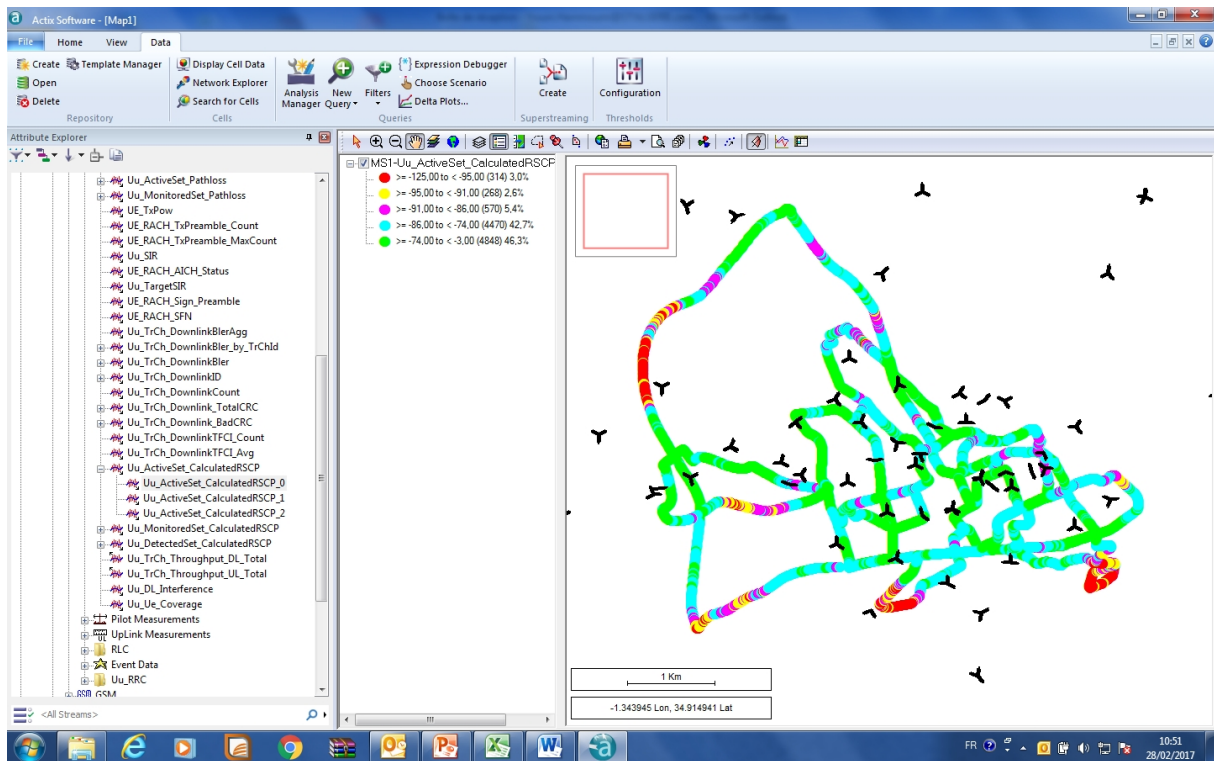 Actix Software - [Map1]
File Home View Data
Create Template Manager
Open
Delete
Repository
Display Cell Data
Network Explorer
Search for Cells
Cells
Analysis Manager
New Query
Filters
{*} Expression Debugger
Choose Scenario
Delta Plots...
Queries
Create
Superstreaming
Configuration
Thresholds
Attribute Explorer
Uu_ActiveSet_Pathloss
Uu_MonitoredSet_Pathloss
UE_TxPow
UE_RACH_TxPreamble_Count
UE_RACH_TxPreamble_MaxCount
Uu_SIR
UE_RACH_AICH_Status
Uu_TargetSIR
UE_RACH_Sign_Preamble
UE_RACH_SFN
Uu_TrCh_DownlinkBlerAgg
Uu_TrCh_DownlinkBler_by_TrChId
Uu_TrCh_DownlinkBler
Uu_TrCh_DownlinkID
Uu_TrCh_DownlinkCount
Uu_TrCh_Downlink_TotalCRC
Uu_TrCh_Downlink_BadCRC
Uu_TrCh_DownlinkTFCI_Count
Uu_TrCh_DownlinkTFCI_Avg
Uu_ActiveSet_CalculatedRSCP
Uu_ActiveSet_CalculatedRSCP_0
Uu_ActiveSet_CalculatedRSCP_1
Uu_ActiveSet_CalculatedRSCP_2
Uu_MonitoredSet_CalculatedRSCP
Uu_DetectedSet_CalculatedRSCP
Uu_TrCh_Throughput_DL_Total
Uu_TrCh_Throughput_UL_Total
Uu_DL_Interference
Uu_Ue_Coverage
Pilot Measurements
UpLink Measurements
RLC
Event Data
Uu_RRC
GSM
<All Streams>
MS1-Uu_ActiveSet_CalculatedRSCP
>= -125,00 to < -95,00 (314) 3,0%
>= -95,00 to < -91,00 (268) 2,6%
>= -91,00 to < -86,00 (570) 5,4%
>= -86,00 to < -74,00 (4470) 42,7%
>= -74,00 to < -3,00 (4848) 46,3%
1 Km
-1.343945 Lon, 34.914941 Lat
FR
10:51
28/02/2017